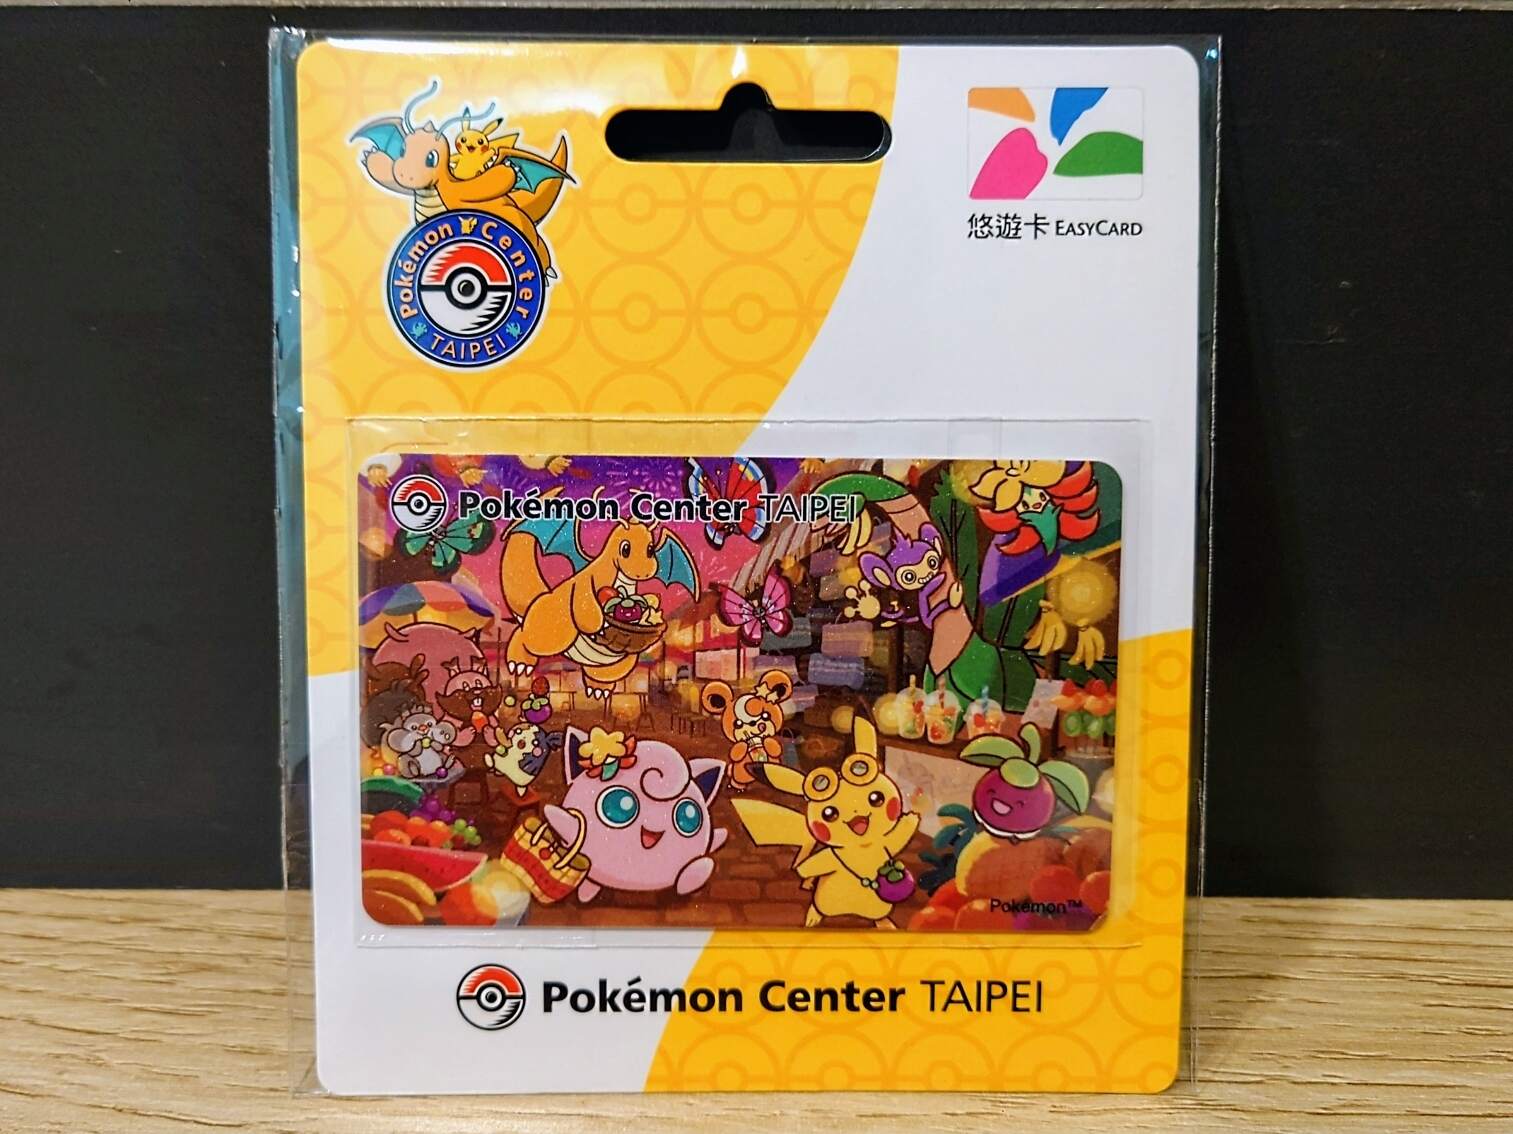 Pokémon Center
TAIPEI
悠遊卡 EASYCARD
Pokémon Center TAIPEI
Pokémon™
Pokémon Center TAIPEI